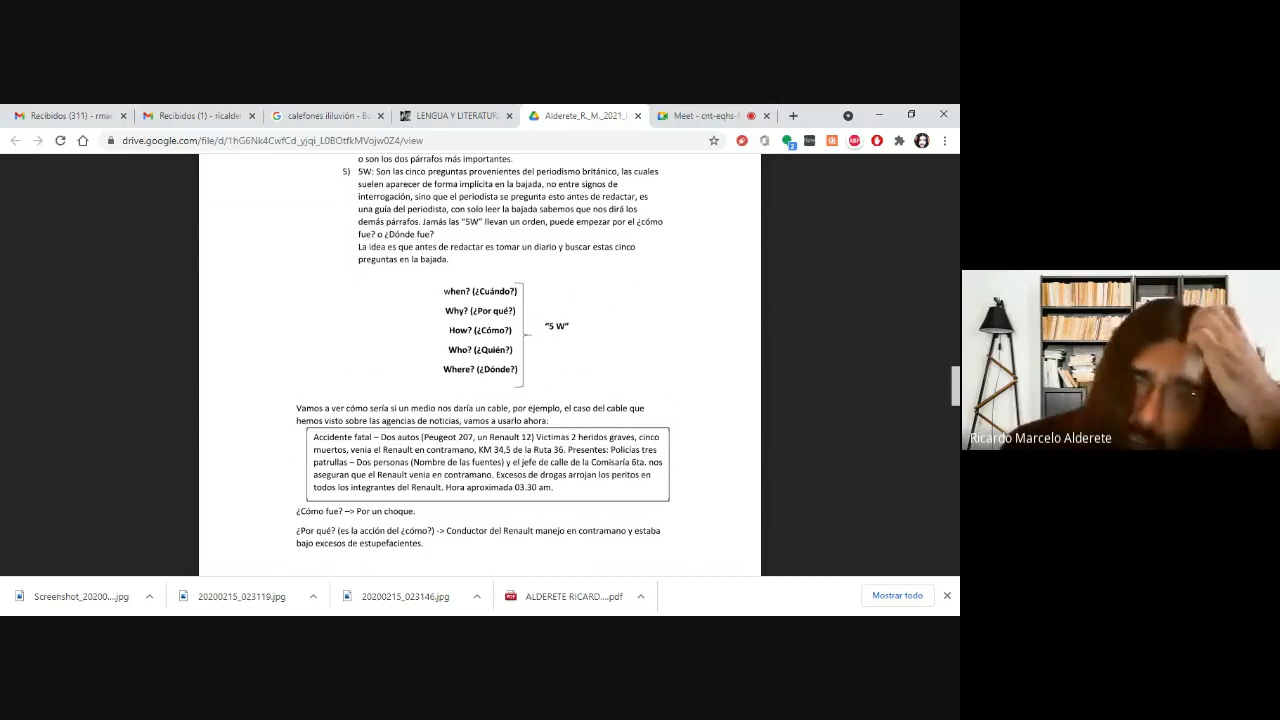 Recibidos (311) - rma
Recibidos (1) - ricalde
calefones ililuvión - Bu
LENGUA Y LITERATURA
Alderete_R._M._2021_
Meet - cnt-eqhs-
drive.google.com/file/d/1hG6Nk4CwfCd_yjqi_L0BOtfkMVojw0Z4/view
o son los dos párrafos más importantes.
5) 5W: Son las cinco preguntas provenientes del periodismo británico, las cuales
suelen aparecer de forma implícita en la bajada, no entre signos de
interrogación, sino que el periodista se pregunta esto antes de redactar, es
una guía del periodista, con solo leer la bajada sabemos que nos dirá los
demás párrafos. Jamás las "5W" llevan un orden, puede empezar por el ¿cómo
fue? o ¿Dónde fue?
La idea es que antes de redactar es tomar un diario y buscar estas cinco
preguntas en la bajada.
when? (¿Cuándo?)
Why? (¿Por qué?)
How? (¿Cómo?)
Who? (¿Quién?)
Where? (¿Dónde?)
"5 W"
Vamos a ver cómo sería si un medio nos daría un cable, por ejemplo, el caso del cable que
hemos visto sobre las agencias de noticias, vamos a usarlo ahora:
Accidente fatal – Dos autos (Peugeot 207, un Renault 12) Victimas 2 heridos graves, cinco
muertos, venia el Renault en contramano, KM 34,5 de la Ruta 36. Presentes: Policías tres
patrullas – Dos personas (Nombre de las fuentes) y el jefe de calle de la Comisaría 6ta. nos
aseguran que el Renault venia en contramano. Excesos de drogas arrojan los peritos en
todos los integrantes del Renault. Hora aproximada 03.30 am.
¿Cómo fue? –> Por un choque.
¿Por qué? (es la acción del ¿cómo?) -> Conductor del Renault manejo en contramano y estaba
bajo excesos de estupefacientes.
Ricardo Marcelo Alderete
Screenshot_20200....jpg
20200215_023119.jpg
20200215_023146.jpg
ALDERETE RICARD....pdf
Mostrar todo